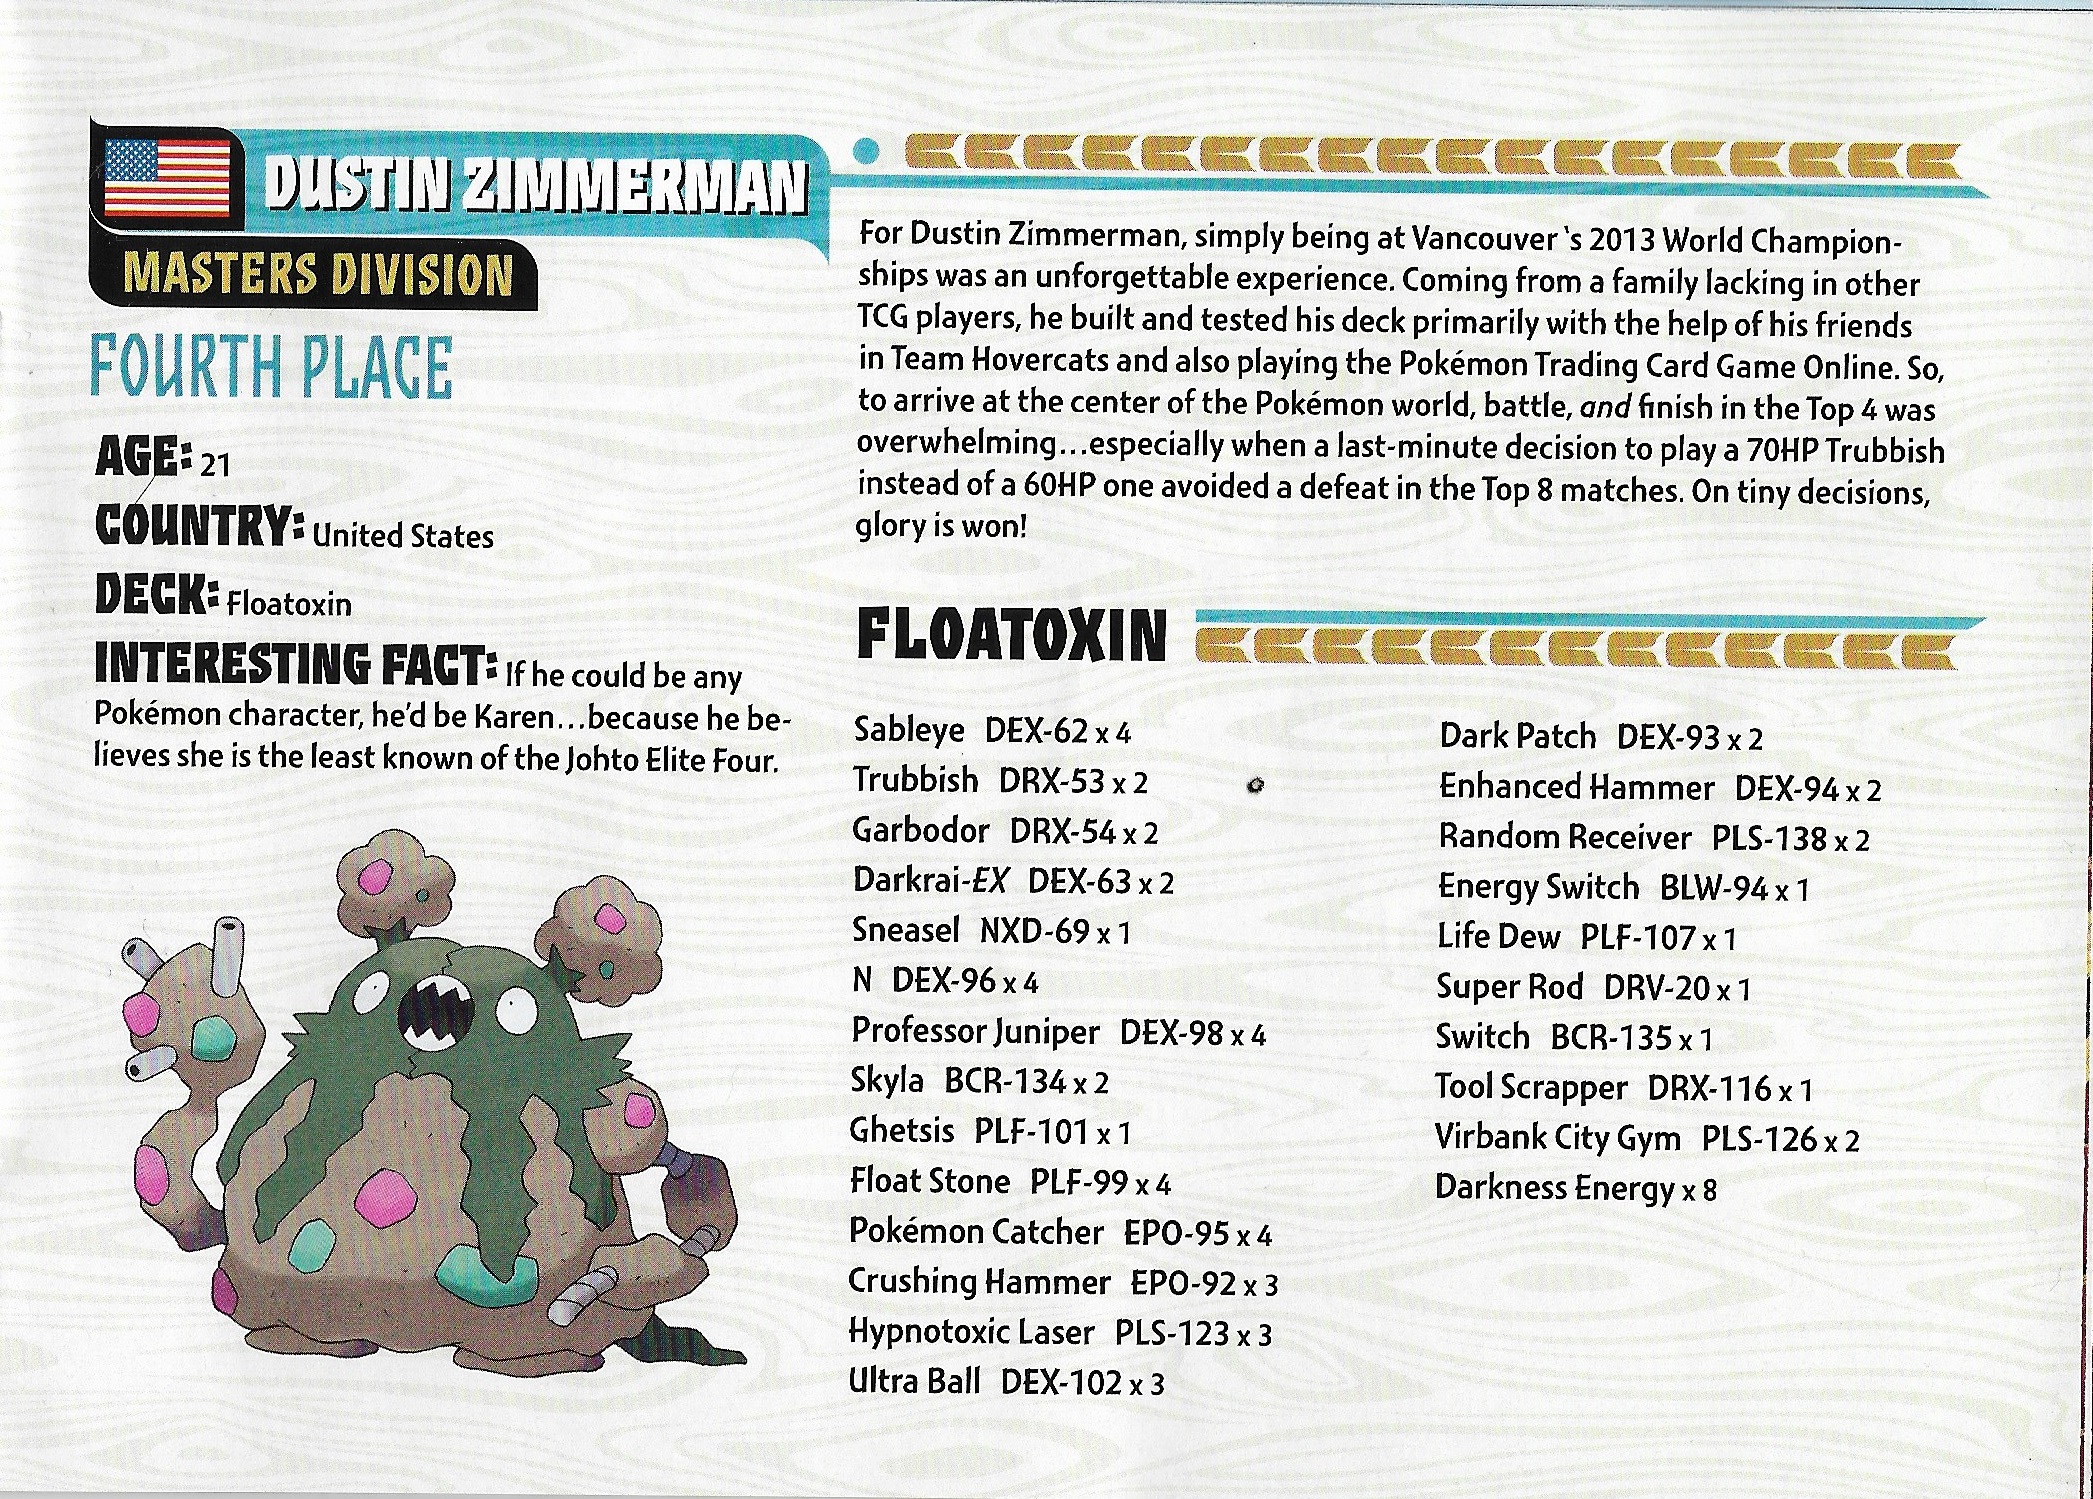 DUSTIN ZIMMERMAN
MASTERS DIVISION
FOURTH PLACE
AGE: 21
COUNTRY: United States
DECK: Floatoxin
INTERESTING FACT: If he could be any
Pokémon character, he'd be Karen...because he be-
lieves she is the least known of the Johto Elite Four.
For Dustin Zimmerman, simply being at Vancouver 's 2013 World Champion-
ships was an unforgettable experience. Coming from a family lacking in other
TCG players, he built and tested his deck primarily with the help of his friends
in Team Hovercats and also playing the Pokémon Trading Card Game Online. So,
to arrive at the center of the Pokémon world, battle, and finish in the Top 4 was
overwhelming...especially when a last-minute decision to play a 70HP Trubbish
instead of a 60HP one avoided a defeat in the Top 8 matches. On tiny decisions,
glory is won!
FLOATOXIN
Sableye DEX-62 x 4
Trubbish DRX-53 x 2
Garbodor DRX-54 x 2
Darkrai-EX DEX-63 x 2
Sneasel NXD-69 x 1
N DEX-96 x 4
Professor Juniper DEX-98 x 4
Skyla BCR-134 x 2
Ghetsis PLF-101 x 1
Float Stone PLF-99 x 4
Pokémon Catcher EPO-95 x 4
Crushing Hammer EPO-92 x 3
Hypnotoxic Laser PLS-123 x 3
Ultra Ball DEX-102 x 3
Dark Patch DEX-93 x 2
Enhanced Hammer DEX-94 x 2
Random Receiver PLS-138 x 2
Energy Switch BLW-94 x 1
Life Dew PLF-107 x 1
Super Rod DRV-20 x 1
Switch BCR-135 x 1
Tool Scrapper DRX-116 x 1
Virbank City Gym PLS-126 x 2
Darkness Energy x 8